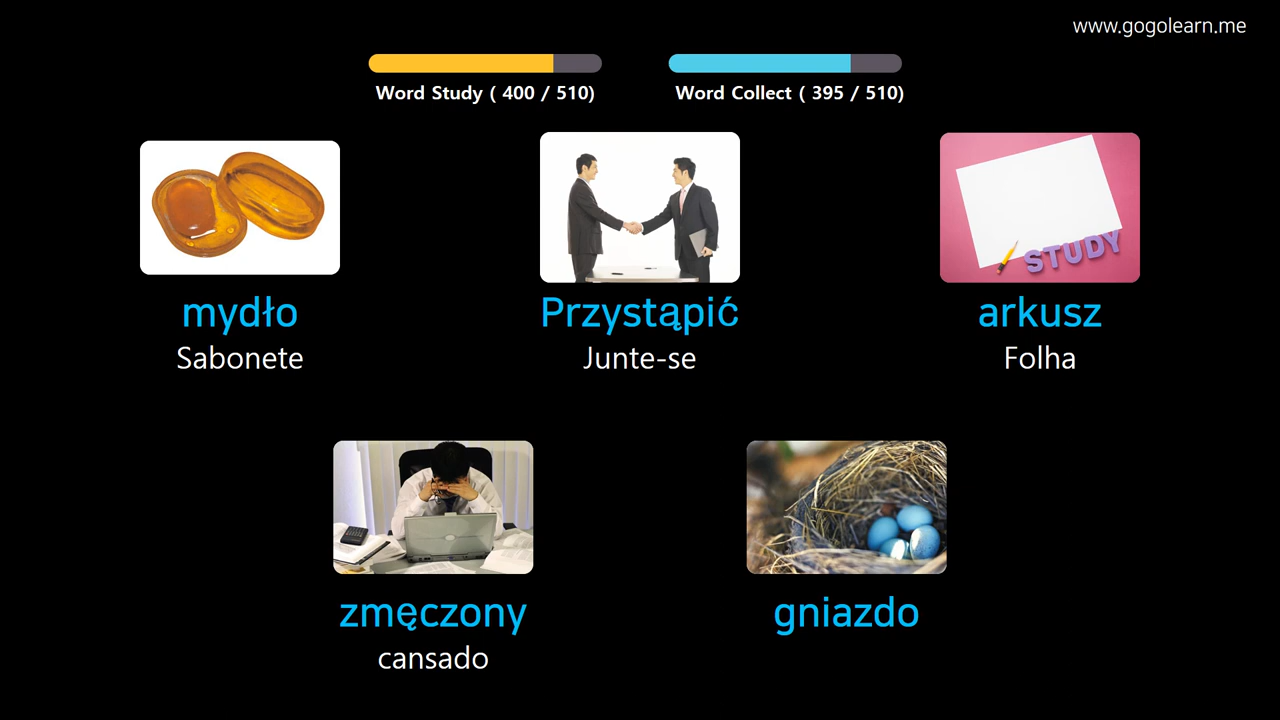 www.gogolearn.me
Word Study ( 400 / 510)
Word Collect ( 395 / 510)
STUDY
mydło
Przystąpić
arkusz
Sabonete
Junte-se
Folha
zmęczony
gniazdo
cansado